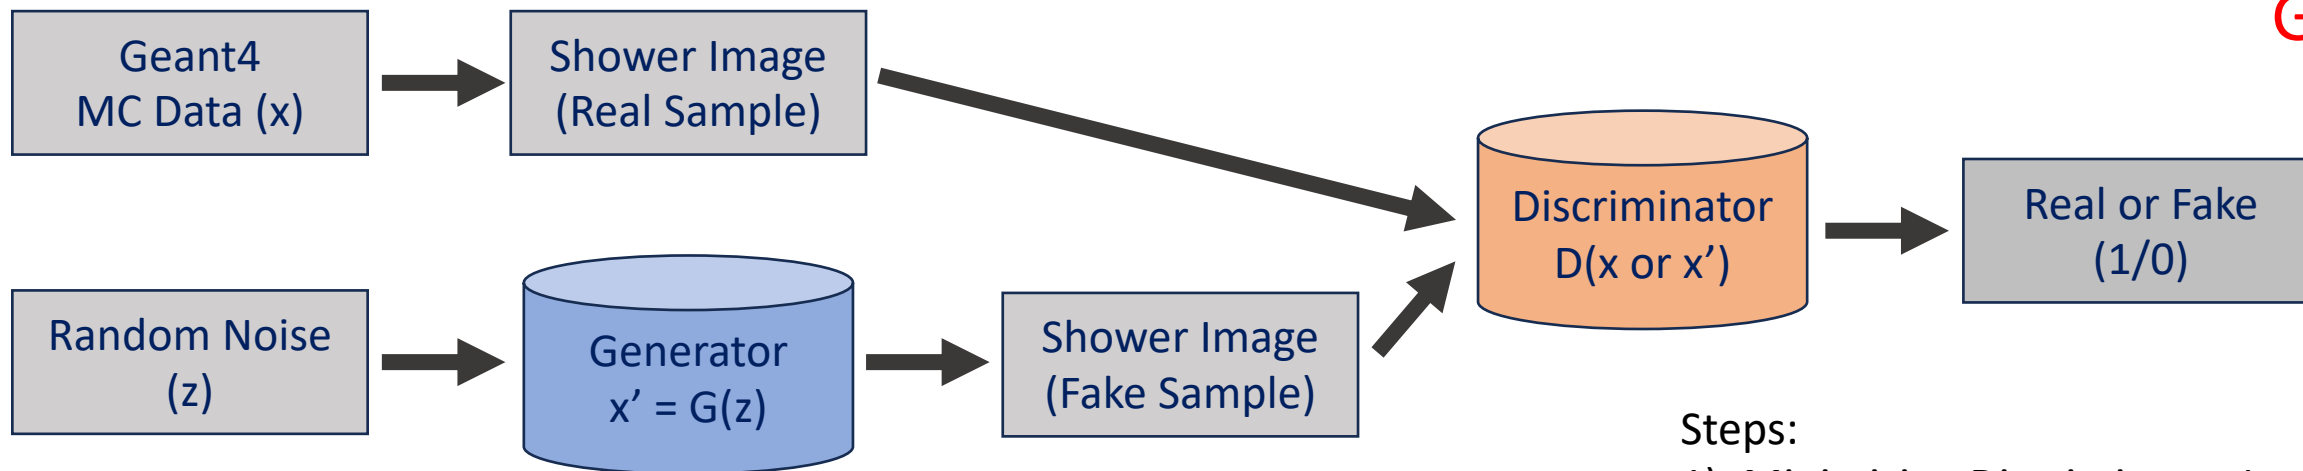 Geant4
MC Data (x)
Shower Image
(Real Sample)
Discriminator
D(x or x’)
Real or Fake
(1/0)
Random Noise
(z)
Generator
x’ = G(z)
Shower Image
(Fake Sample)
Steps: